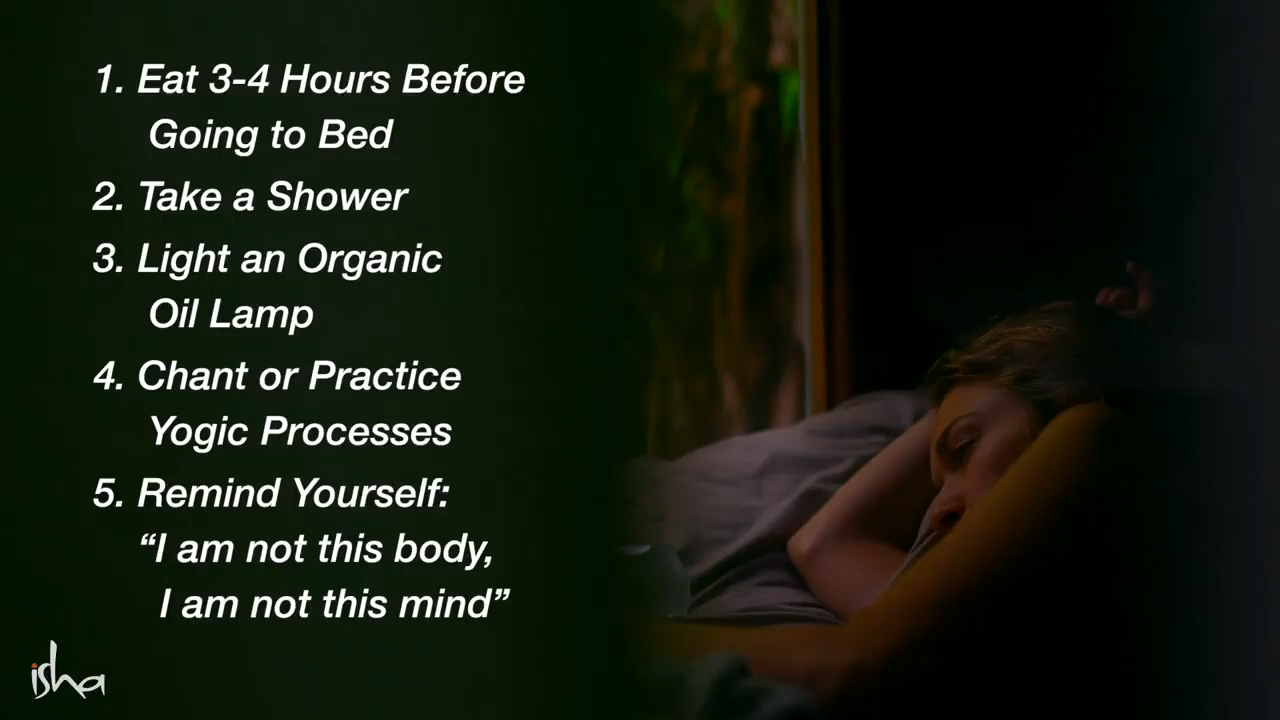 1. Eat 3-4 Hours Before
Going to Bed
2. Take a Shower
3. Light an Organic
Oil Lamp
4. Chant or Practice
Yogic Processes
5. Remind Yourself:
“I am not this body,
I am not this mind”
isha